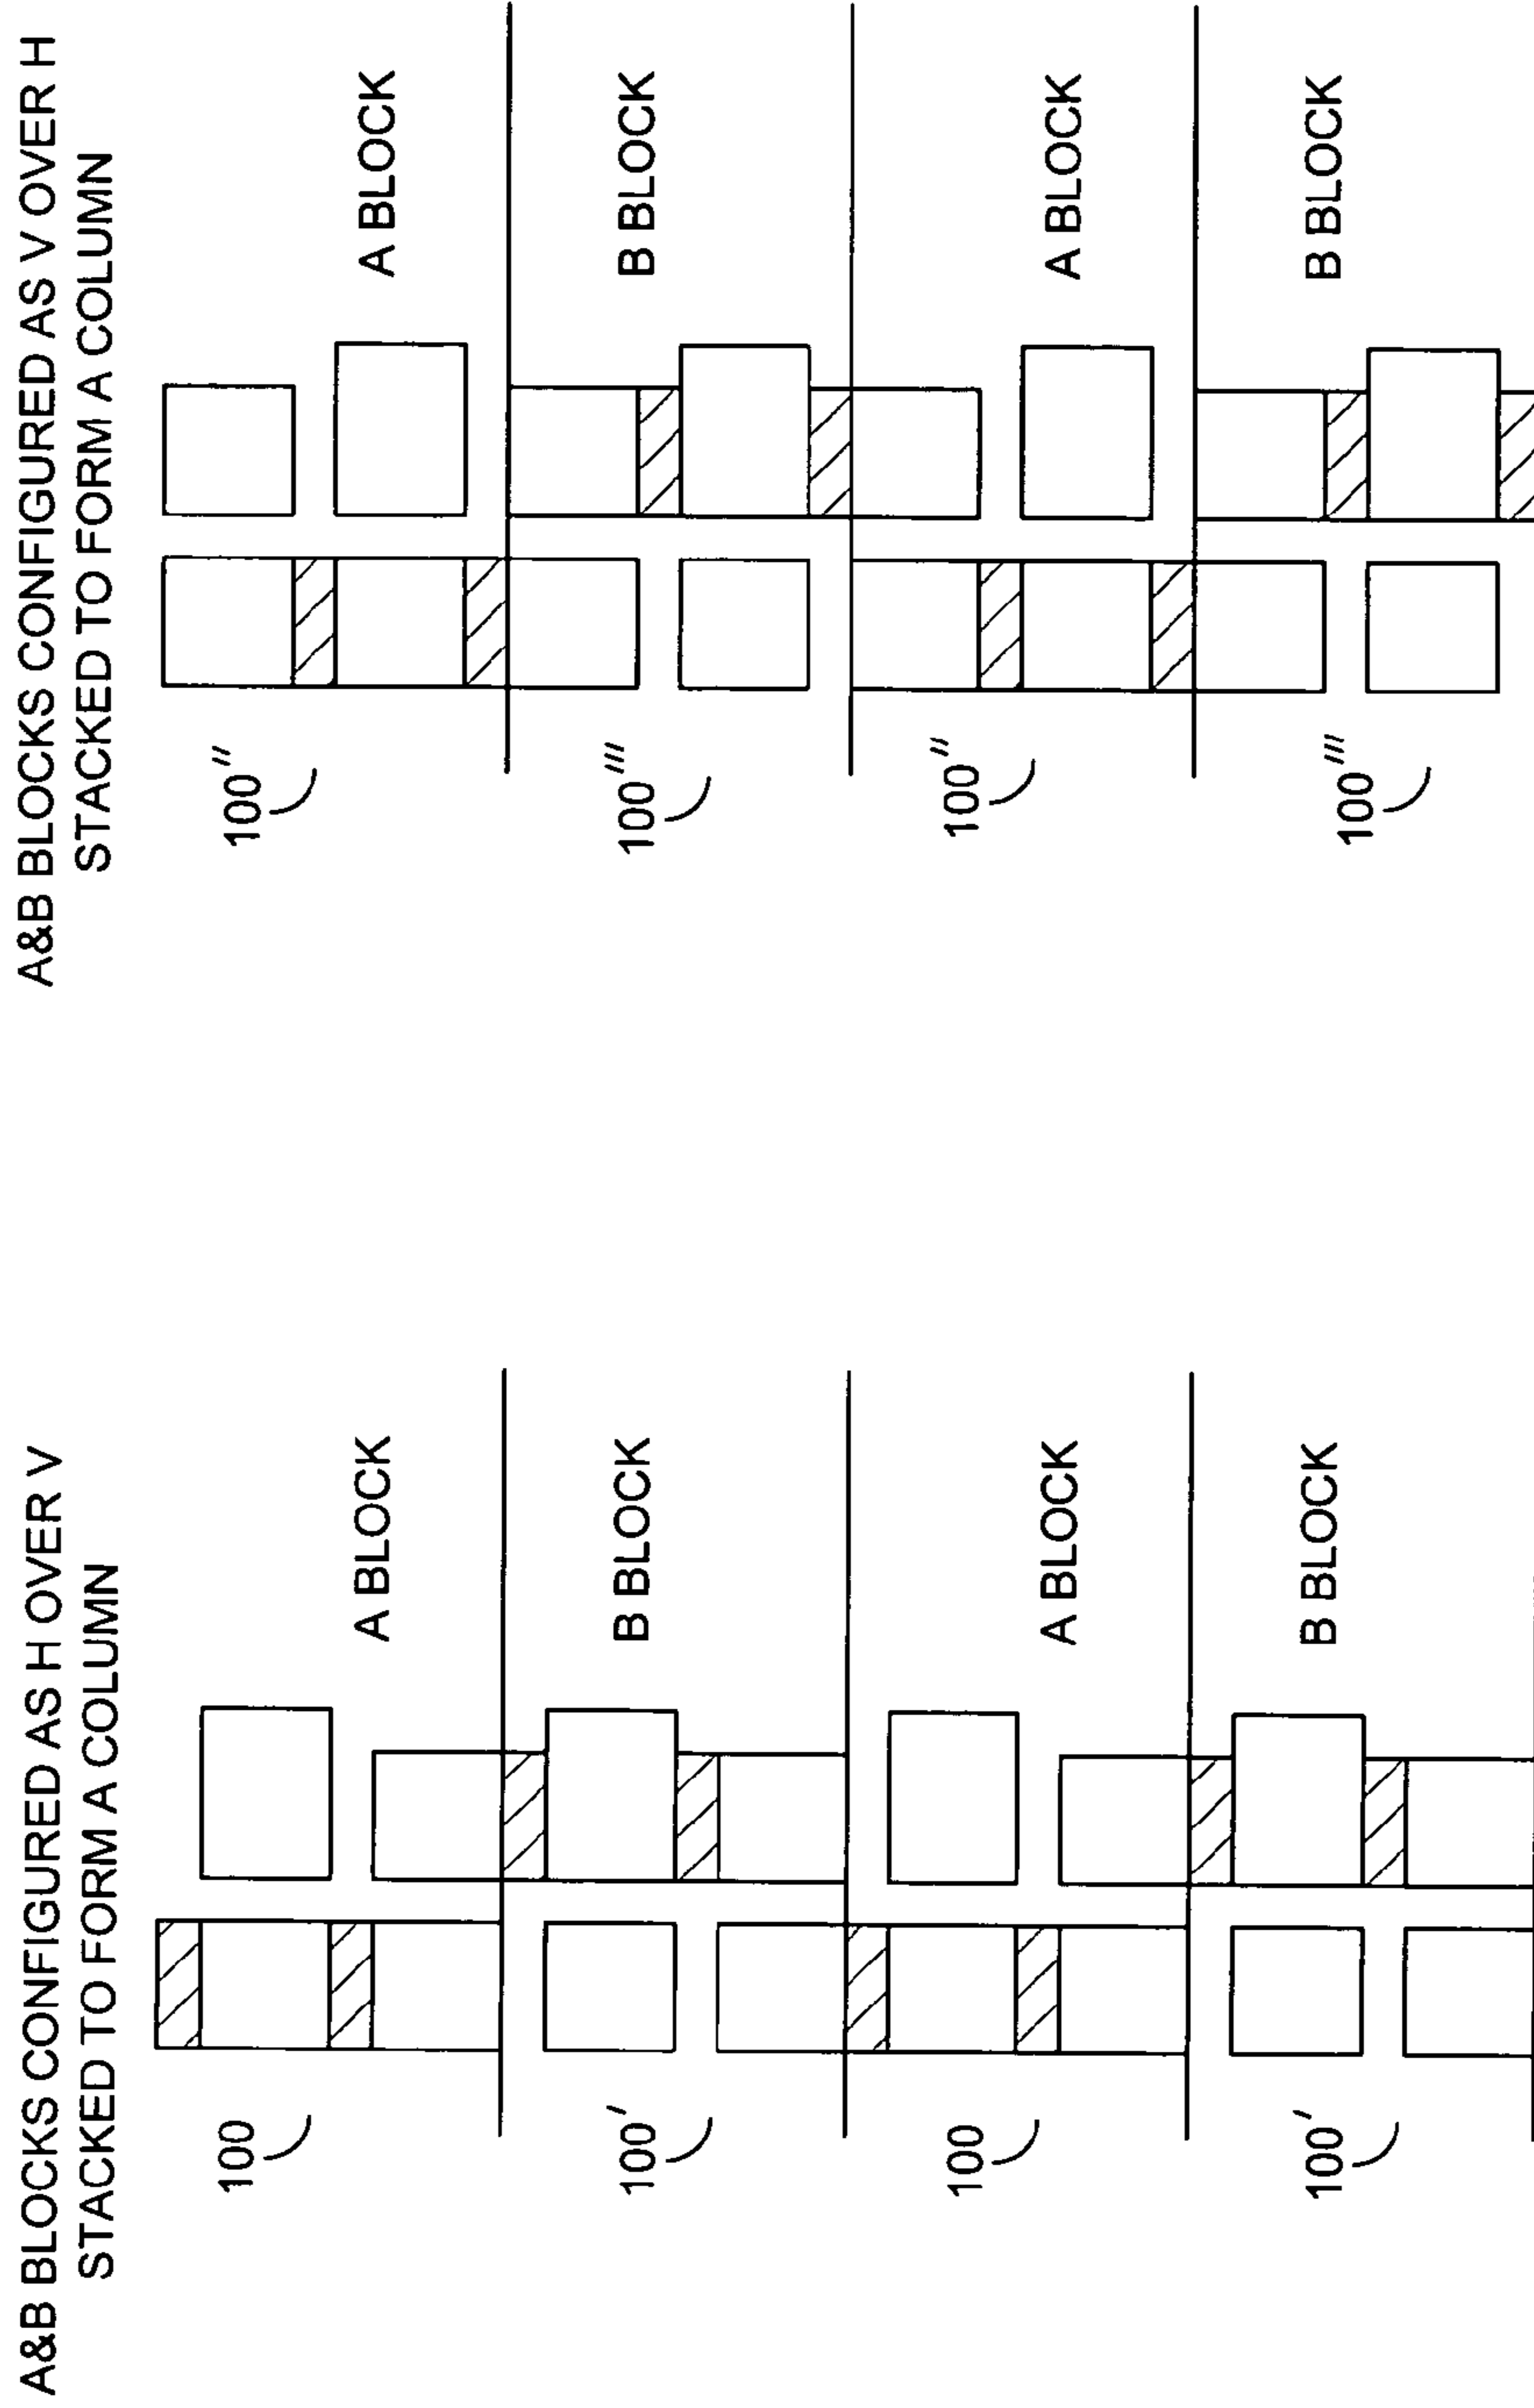 A&B BLOCKS CONFIGURED AS H OVER V
STACKED TO FORM A COLUMN
100
A BLOCK
100′
B BLOCK
100
A BLOCK
100′
B BLOCK
A&B BLOCKS CONFIGURED AS V OVER H
STACKED TO FORM A COLUMN
100″
A BLOCK
100‴
B BLOCK
100″
A BLOCK
100‴
B BLOCK